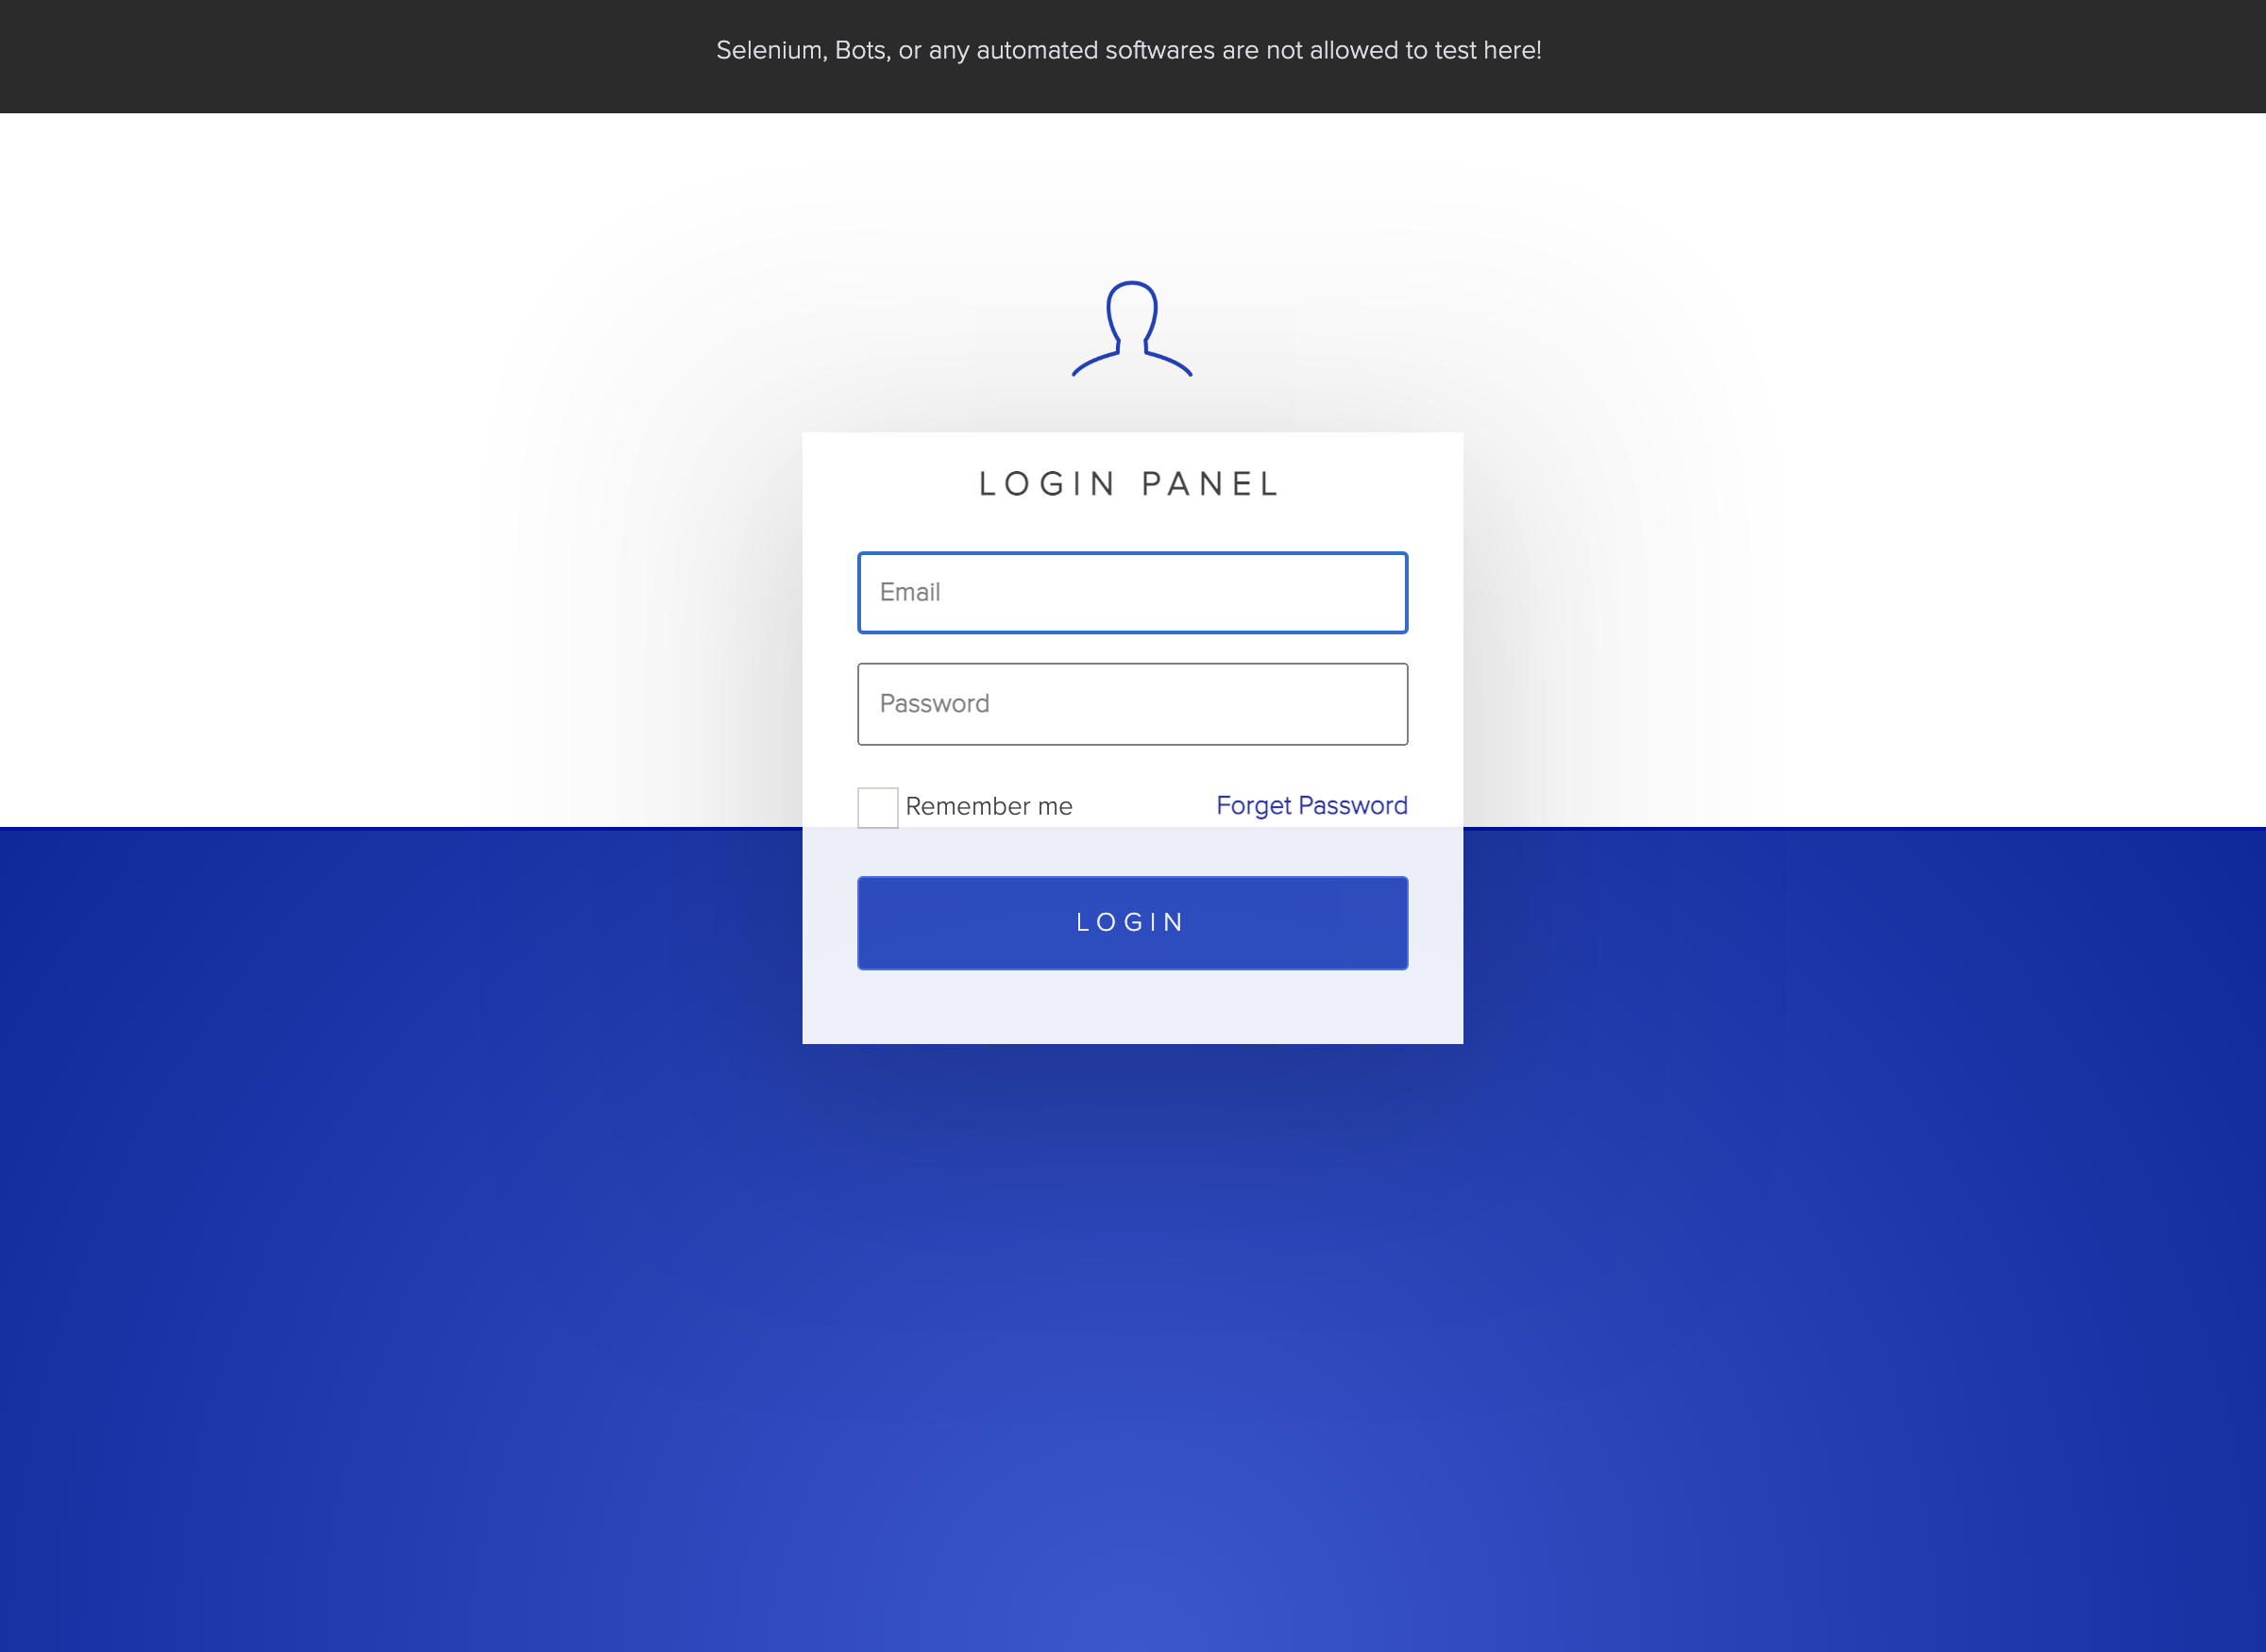 Selenium, Bots, or any automated softwares are not allowed to test here!
LOGIN PANEL
Email
Password
Remember me
Forget Password
LOGIN